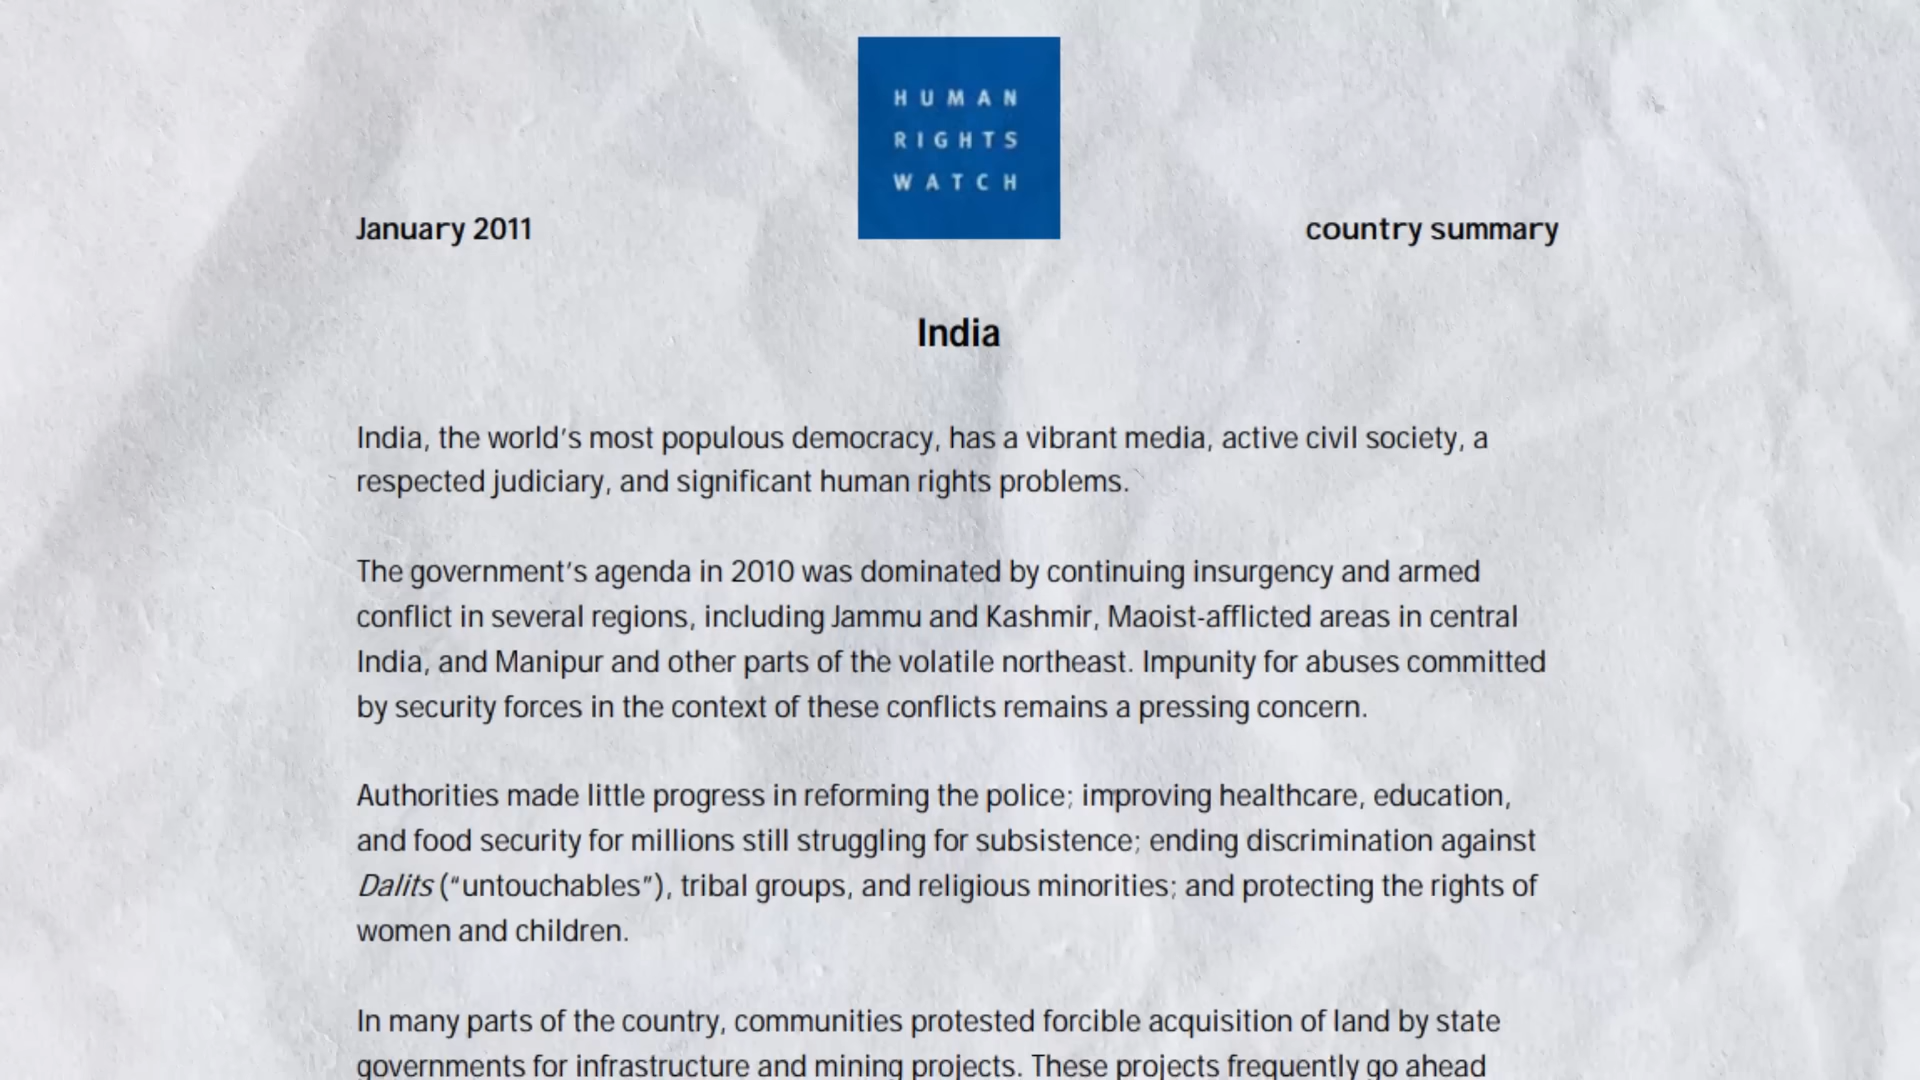 HUMAN
RIGHTS
WATCH
January 2011
country summary
India
India, the world's most populous democracy, has a vibrant media, active civil society, a
respected judiciary, and significant human rights problems.
The government's agenda in 2010 was dominated by continuing insurgency and armed
conflict in several regions, including Jammu and Kashmir, Maoist-afflicted areas in central
India, and Manipur and other parts of the volatile northeast. Impunity for abuses committed
by security forces in the context of these conflicts remains a pressing concern.
Authorities made little progress in reforming the police; improving healthcare, education,
and food security for millions still struggling for subsistence; ending discrimination against
Dalits (“untouchables”), tribal groups, and religious minorities; and protecting the rights of
women and children.
In many parts of the country, communities protested forcible acquisition of land by state
governments for infrastructure and mining projects. These projects frequently go ahead